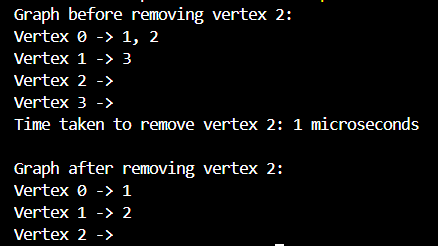 Graph before removing vertex 2:
Vertex 0 -> 1, 2
Vertex 1 -> 3
Vertex 2 ->
Vertex 3 ->
Time taken to remove vertex 2: 1 microseconds
Graph after removing vertex 2:
Vertex 0 -> 1
Vertex 1 -> 2
Vertex 2 ->